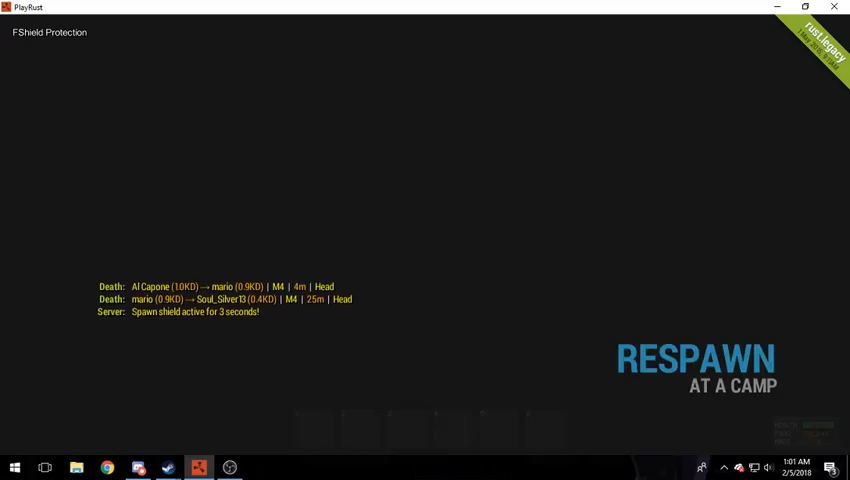 PlayRust
FShield Protection
rust.legacy
Death: Al Capone (1.0KD) → mario (0.9KD) | M4 | 4m | Head
Death: mario (0.9KD) → Soul_Silver13 (0.4KD) | M4 | 25m | Head
Server: Spawn shield active for 3 seconds!
RESPAWN
AT A CAMP
HEALTH
1:01 AM
2/5/2018